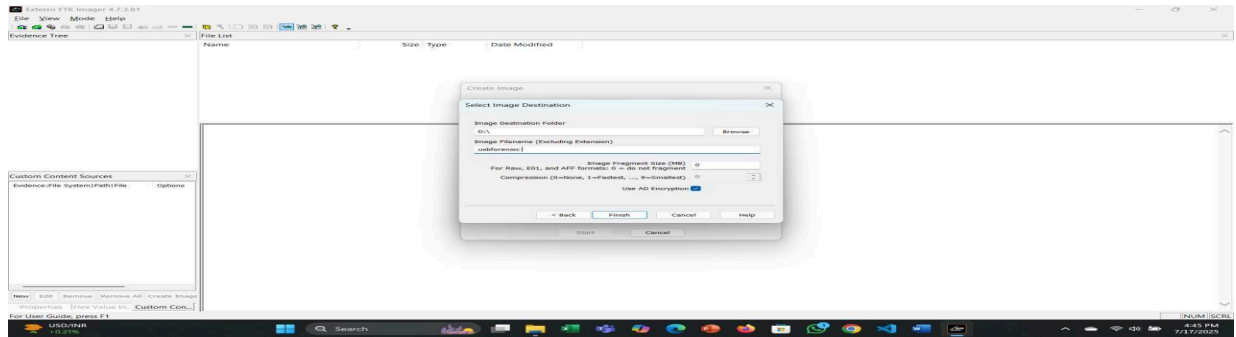 Exterro FTK Imager 4.7.3.81
File View Mode Help
Evidence Tree
File List
Name Size Type Date Modified
Create Image
Select Image Destination
Image Destination Folder
D:\
Browse
Image Filename (Excluding Extension)
usbforensic
Image Fragment Size (MB)
For Raw, E01, and AFF formats: 0 = do not fragment
0
Compression (0=None, 1=Fastest, ..., 9=Smallest) 0
Use AD Encryption
< Back Finish Cancel Help
Start Cancel
Custom Content Sources
Evidence:File System|Path|File Options
New Edit Remove Remove All Create Image
Properties Hex Value In... Custom Con...
For User Guide, press F1
NUM SCRL
USD/INR
+0.27%
Search
4:45 PM
7/17/2025